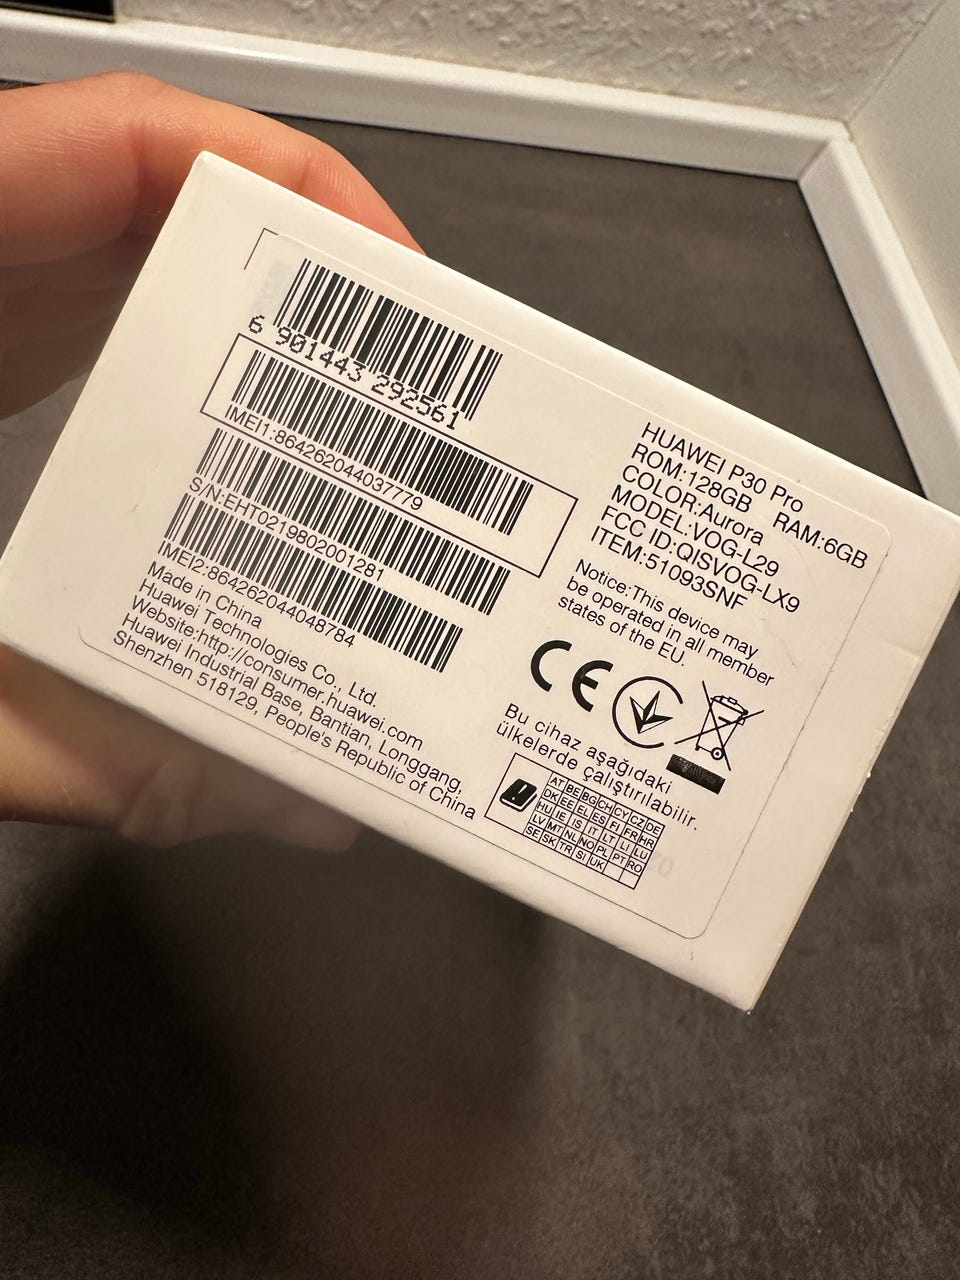 6 901443 292561
IMEI1:864262044037779
S/N:EHT0219802001281
IMEI2:864262044048784
Made in China
Huawei Technologies Co., Ltd.
Website:http://consumer.huawei.com
Huawei Industrial Base, Bantian, Longgang,
Shenzhen 518129, People's Republic of China
HUAWEI P30 Pro
ROM:128GB RAM:6GB
COLOR:Aurora
MODEL:VOG-L29
FCC ID:QISVOG-LX9
ITEM:51093SNF
Notice:This device may
be operated in all member
states of the EU.
CE
Bu cihaz aşağıdaki
ülkelerde çalıştırılabilir.
AT BE BG CH CY CZ DE
DK EE EL ES FI FR HR
HU IE IS IT LT LI LU
LV MT NL NO PL PT RO
SE SK TR SI UK